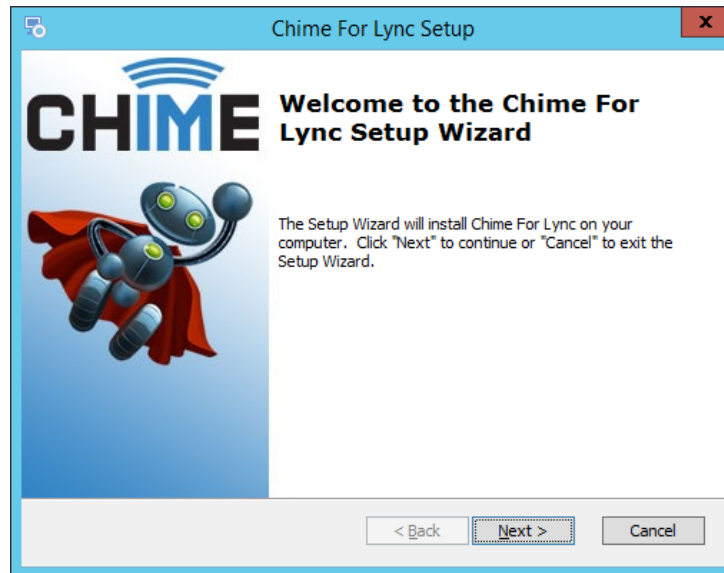 Chime For Lync Setup
x
CHIME
Welcome to the Chime For
Lync Setup Wizard
The Setup Wizard will install Chime For Lync on your
computer.  Click "Next" to continue or "Cancel" to exit the
Setup Wizard.
< Back
Next >
Cancel